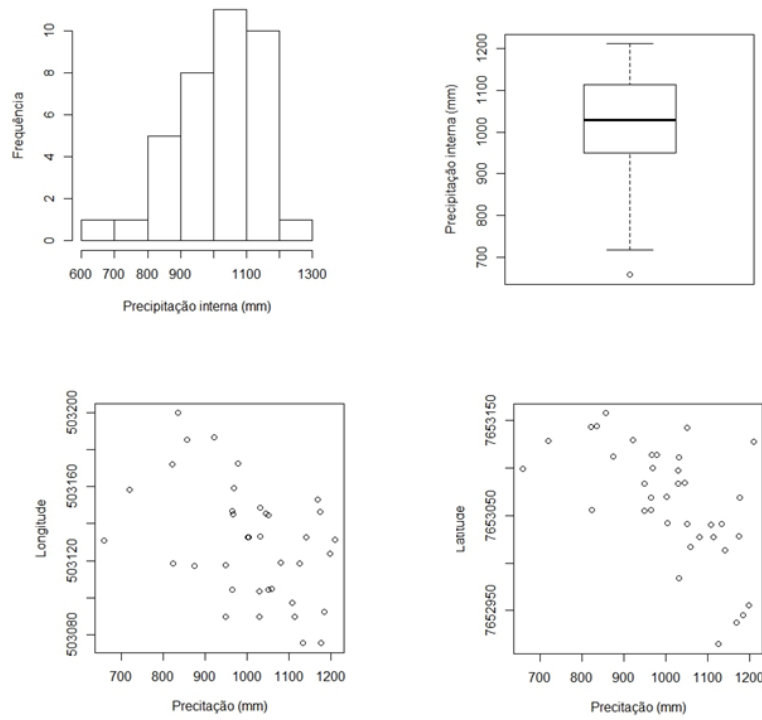 Frequência
10
8
6
4
2
0
600 700 800 900 1100 1300
Precipitação interna (mm)
Precipitação interna (mm)
1200
1100
1000
900
800
700
Longitude
503200
503160
503120
503080
700 800 900 1000 1100 1200
Precitação (mm)
Latitude
7653150
7653050
7652950
700 800 900 1000 1100 1200
Precitação (mm)